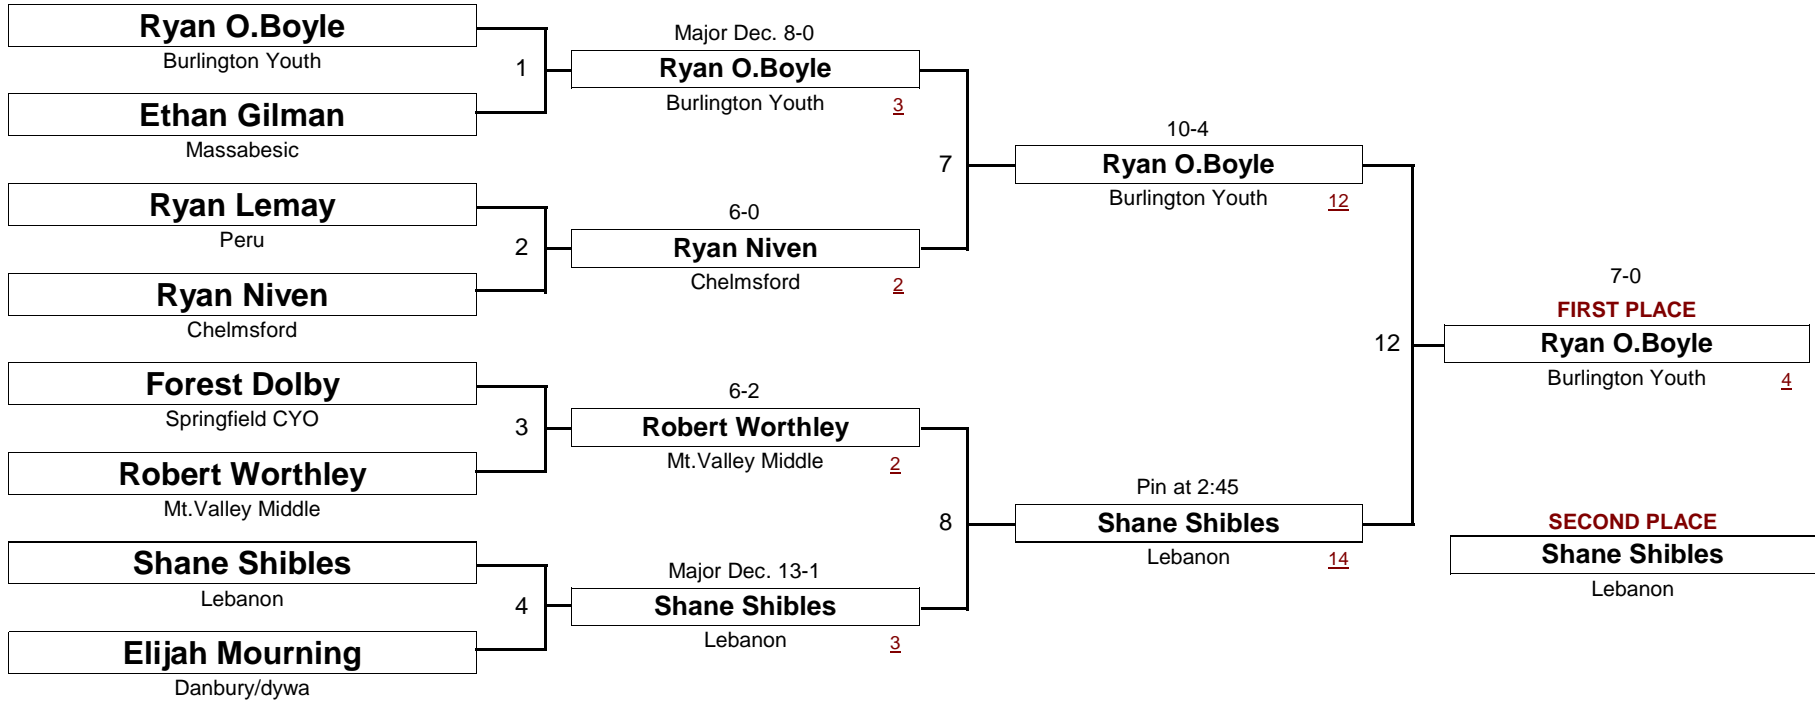 Ryan O.Boyle
Burlington Youth
1
Ethan Gilman
Massabesic
Ryan Lemay
Peru
2
Ryan Niven
Chelmsford
Forest Dolby
Springfield CYO
3
Robert Worthley
Mt.Valley Middle
Shane Shibles
Lebanon
4
Elijah Mourning
Danbury/dywa
Major Dec. 8-0
Ryan O.Boyle
Burlington Youth 3
7
6-0
Ryan Niven
Chelmsford 2
6-2
Robert Worthley
Mt.Valley Middle 2
8
Major Dec. 13-1
Shane Shibles
Lebanon 3
10-4
Ryan O.Boyle
Burlington Youth 12
12
Pin at 2:45
Shane Shibles
Lebanon 14
7-0
FIRST PLACE
Ryan O.Boyle
Burlington Youth 4
SECOND PLACE
Shane Shibles
Lebanon